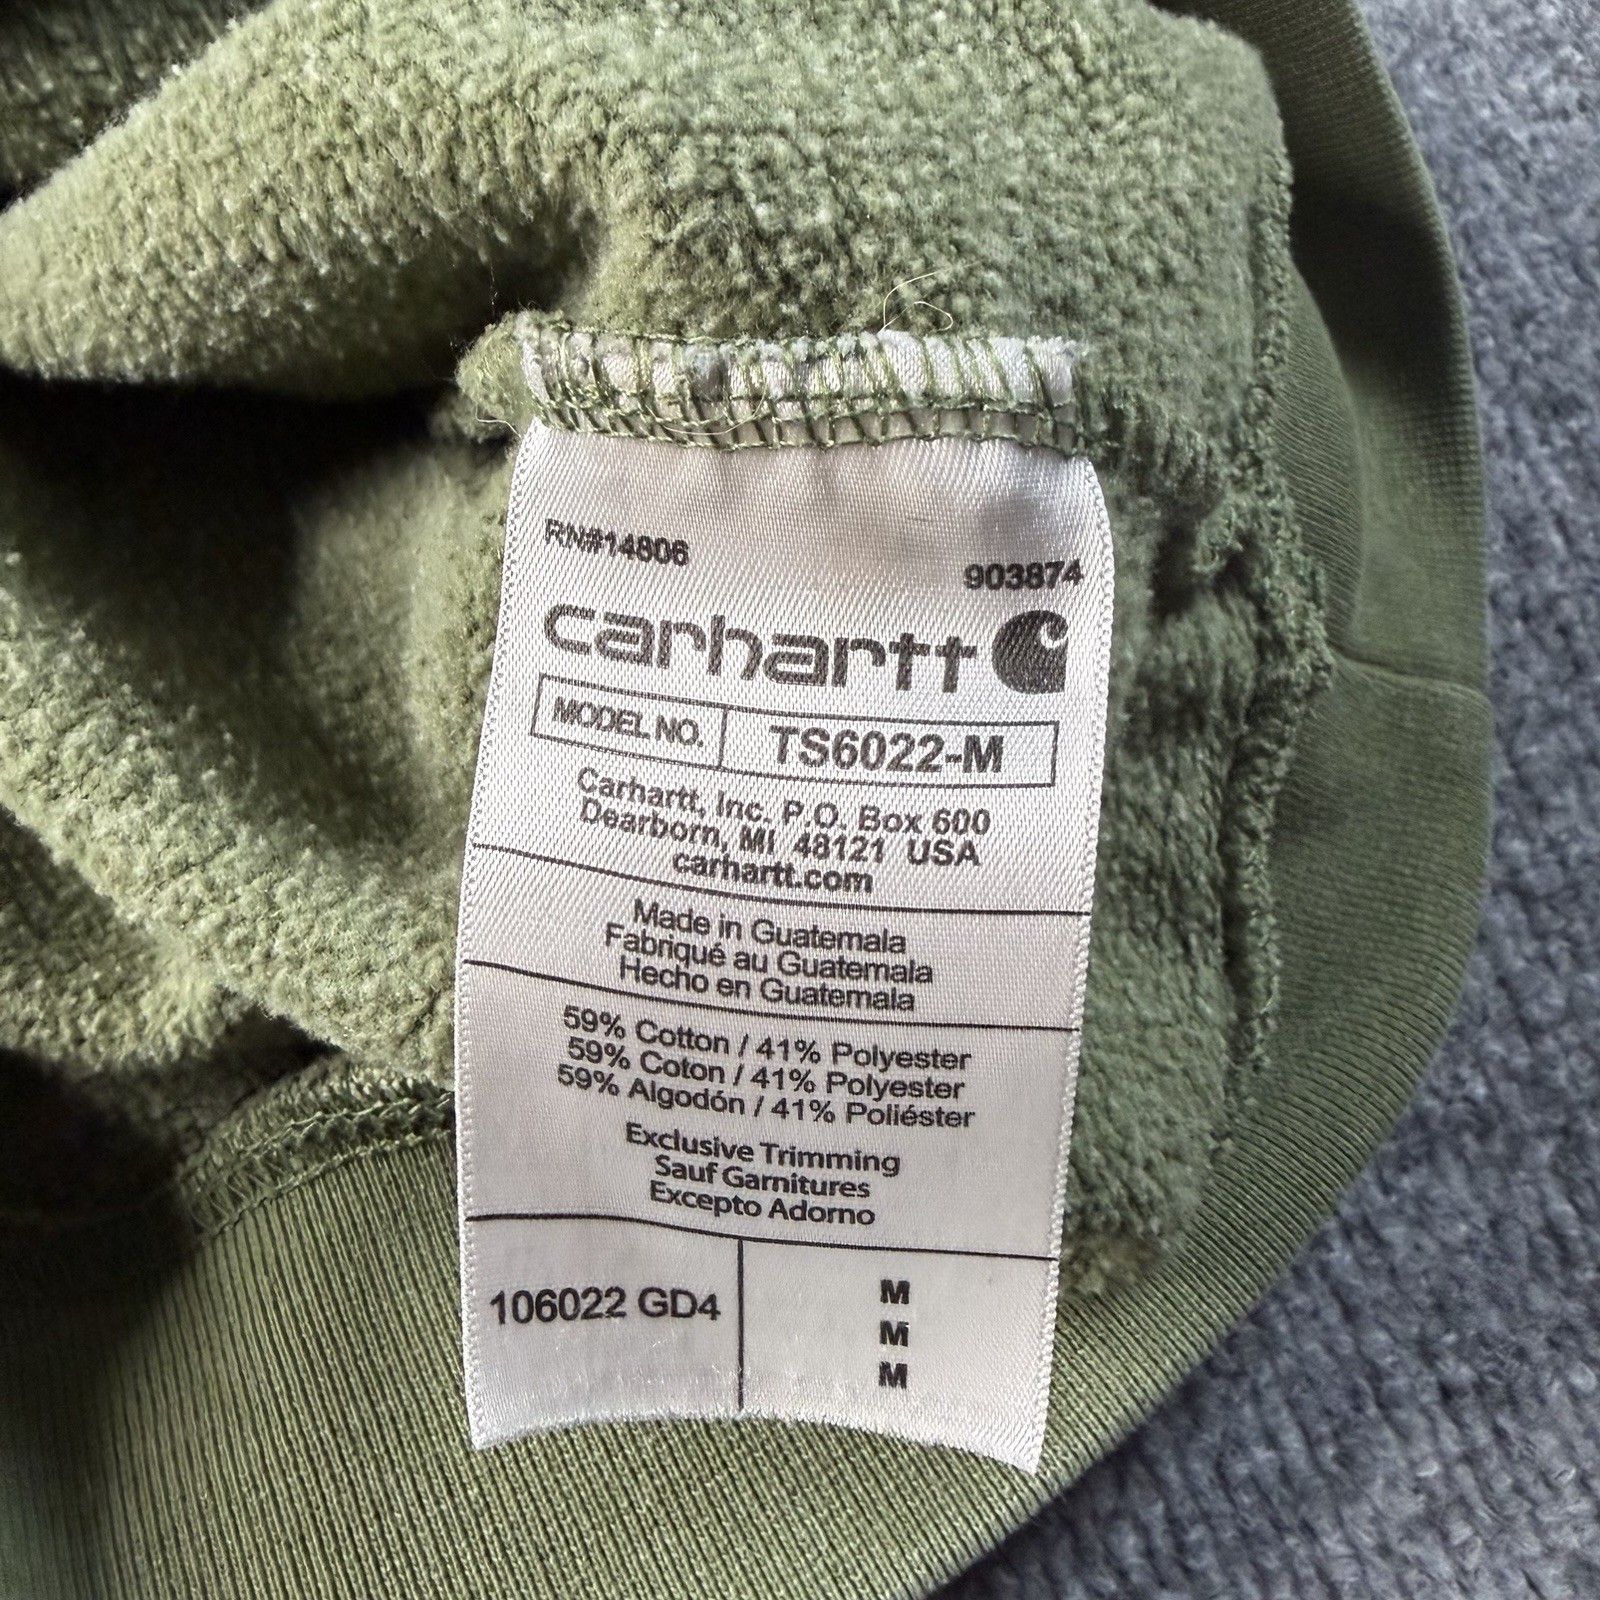 RN#14806
903874
carhartt
MODEL NO. TS6022-M
Carhartt, Inc. P.O. Box 600
Dearborn, MI 48121 USA
carhartt.com
Made in Guatemala
Fabriqué au Guatemala
Hecho en Guatemala
59% Cotton / 41% Polyester
59% Coton / 41% Polyester
59% Algodón / 41% Poliéster
Exclusive Trimming
Sauf Garnitures
Excepto Adorno
106022 GD4
M
M
M